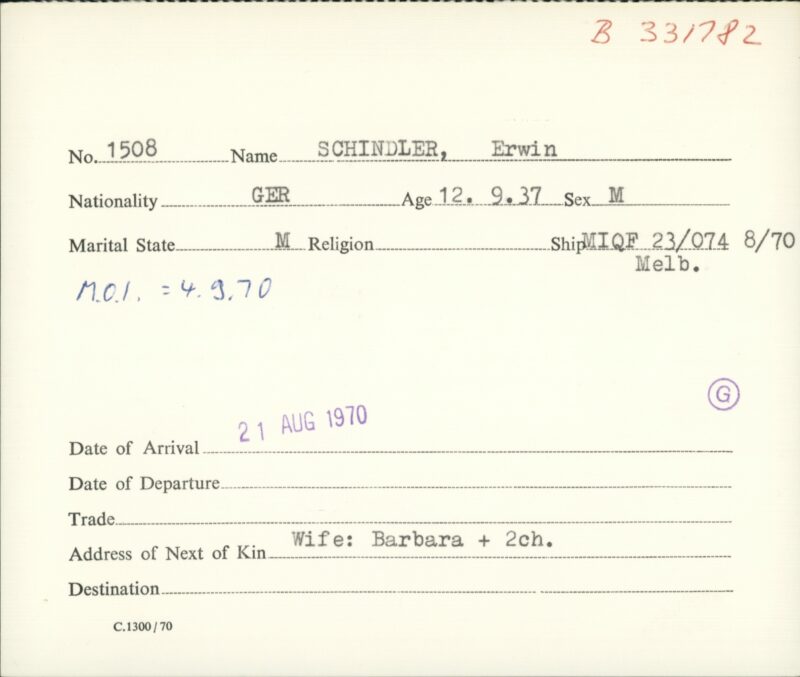 B 331782
No. 1508 Name SCHINDLER, Erwin
Nationality GER Age 12. 9.37 Sex M
Marital State M Religion Ship MIQF 23/074 8/70
Melb.
M.O.I. = 4.9.70
G
21 AUG 1970
Date of Arrival
Date of Departure
Trade
Address of Next of Kin Wife: Barbara + 2ch.
Destination
C.1300/70